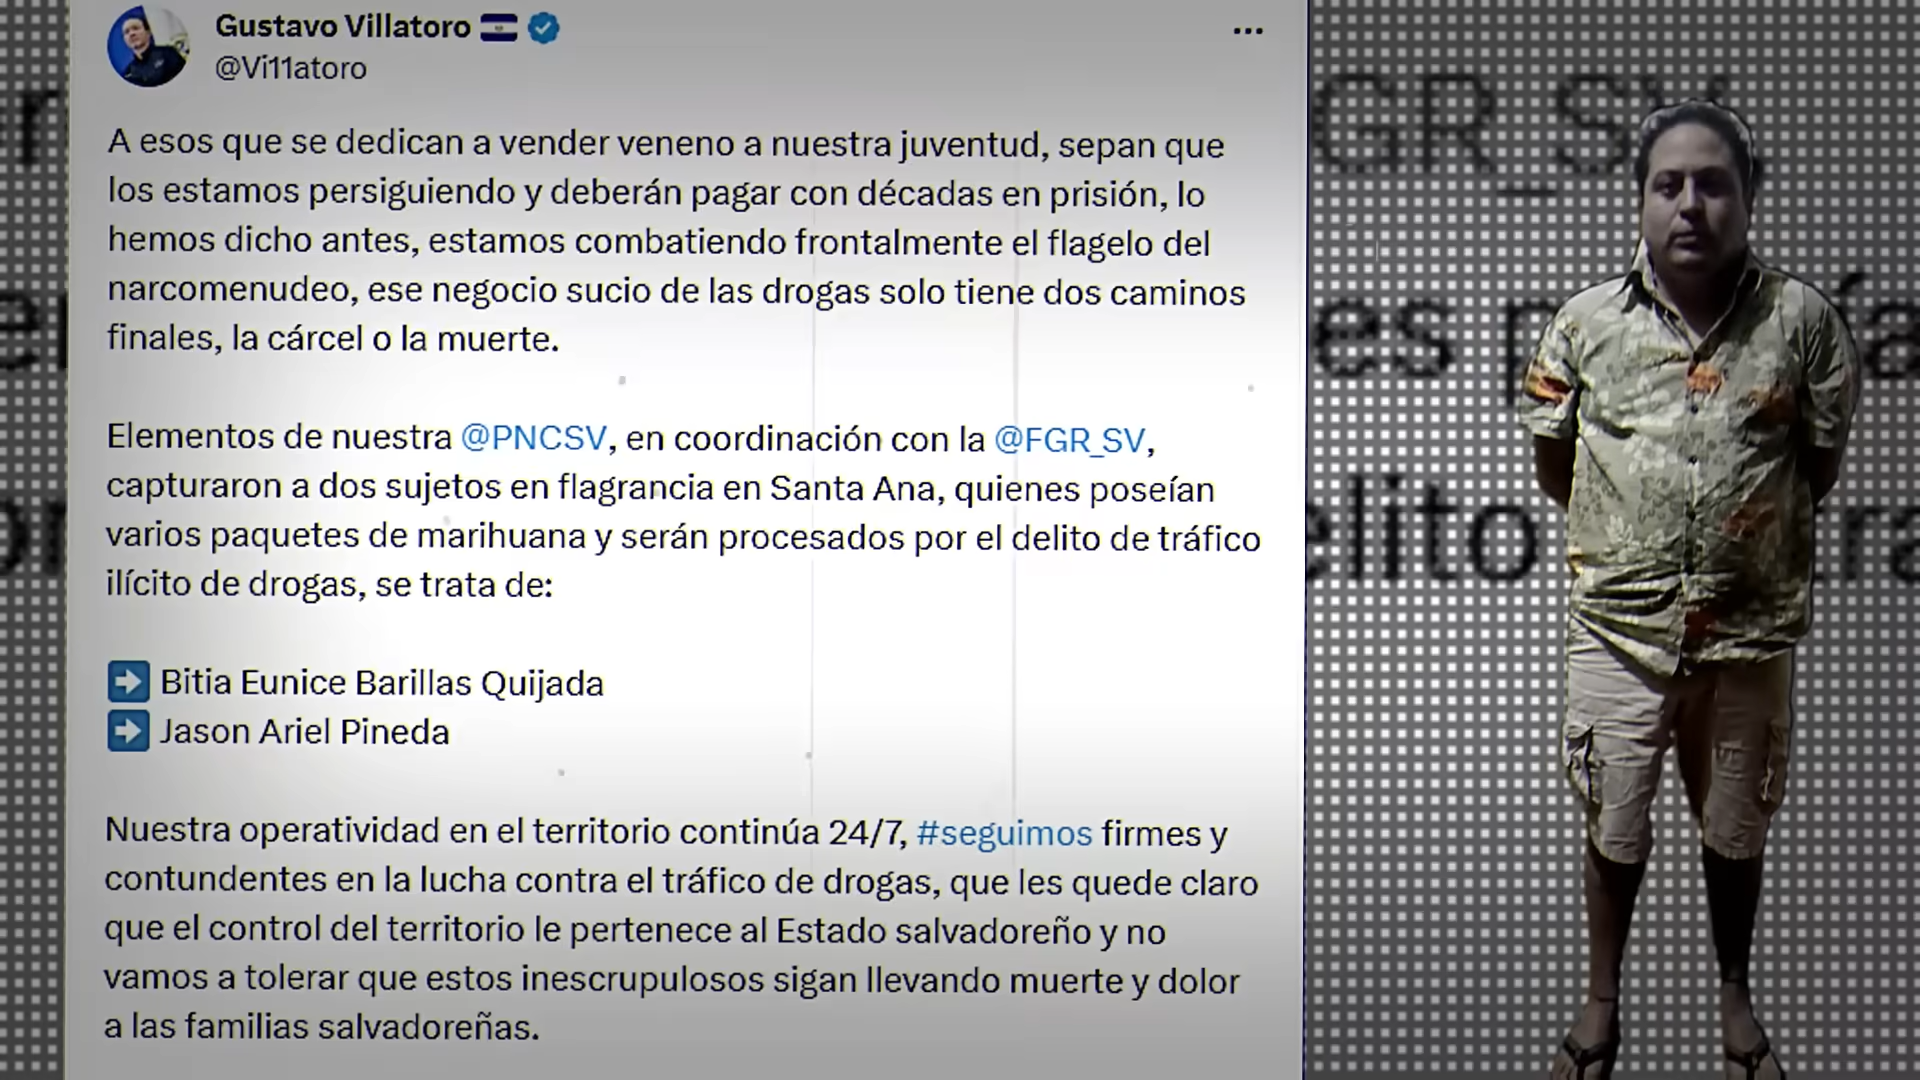 Gustavo Villatoro
@Vi11atoro
A esos que se dedican a vender veneno a nuestra juventud, sepan que
los estamos persiguiendo y deberán pagar con décadas en prisión, lo
hemos dicho antes, estamos combatiendo frontalmente el flagelo del
narcomenudeo, ese negocio sucio de las drogas solo tiene dos caminos
finales, la cárcel o la muerte.
Elementos de nuestra @PNCSV, en coordinación con la @FGR_SV,
capturaron a dos sujetos en flagrancia en Santa Ana, quienes poseían
varios paquetes de marihuana y serán procesados por el delito de tráfico
ilícito de drogas, se trata de:
Bitia Eunice Barillas Quijada
Jason Ariel Pineda
Nuestra operatividad en el territorio continúa 24/7, #seguimos firmes y
contundentes en la lucha contra el tráfico de drogas, que les quede claro
que el control del territorio le pertenece al Estado salvadoreño y no
vamos a tolerar que estos inescrupulosos sigan llevando muerte y dolor
a las familias salvadoreñas.